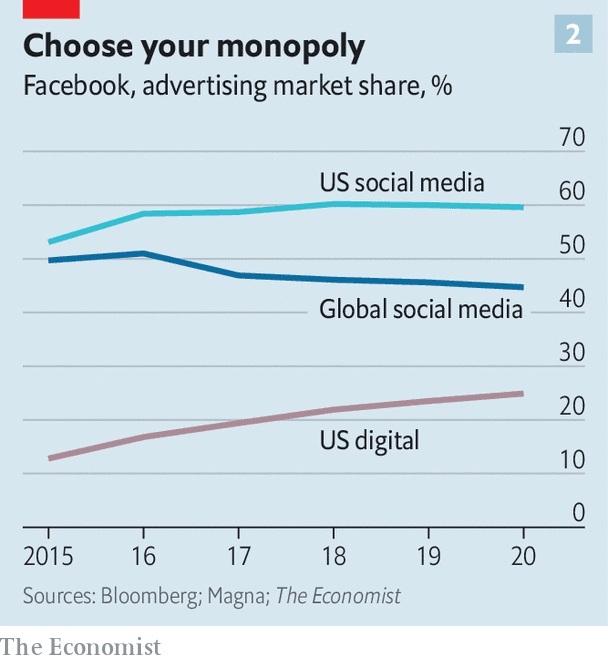 Choose your monopoly
2
Facebook, advertising market share, %
70
US social media
60
50
Global social media
40
30
20
US digital
10
0
2015 16 17 18 19 20
Sources: Bloomberg; Magna; The Economist
The Economist